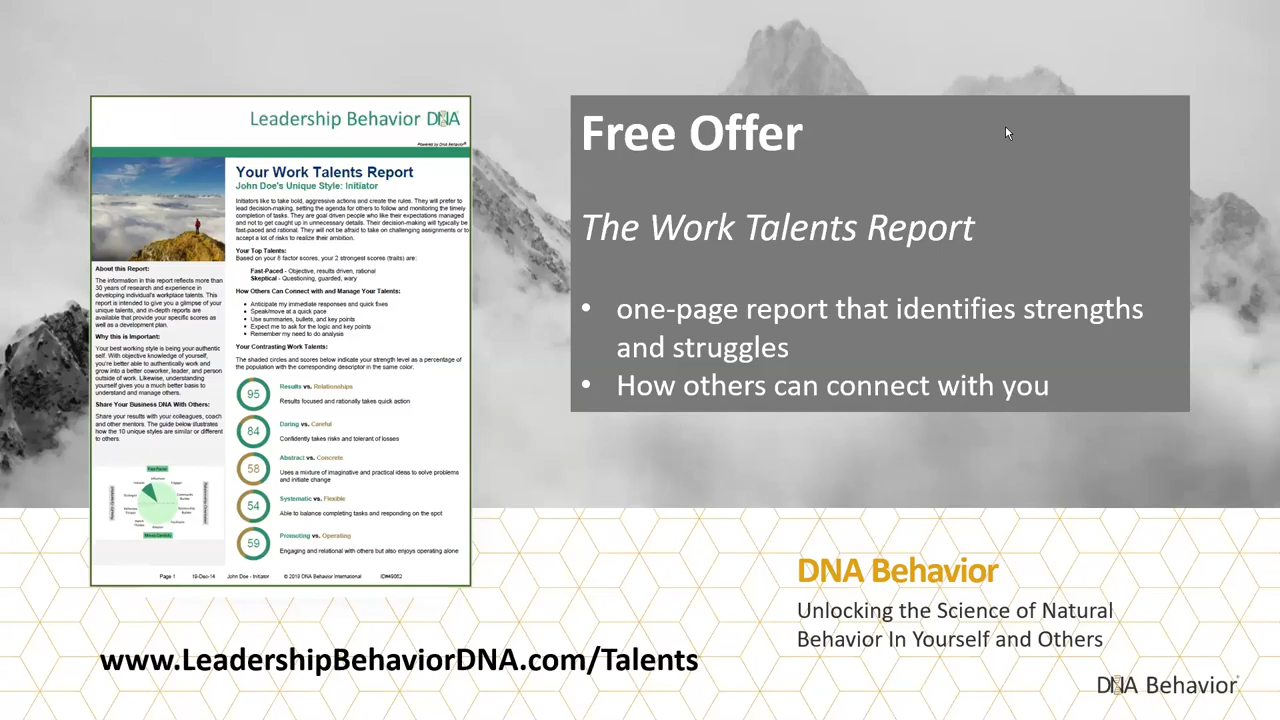 Leadership Behavior DNA
Powered by DNA Behavior®
Your Work Talents Report
John Doe's Unique Style: Initiator
Initiators like to take bold, aggressive actions and create the rules. They will prefer to
lead decision-making, setting the agenda for others to follow and monitoring the timely
completion of tasks. They are goal driven people who like their expectations managed
and not to get caught up in unnecessary details. Their decision-making will typically be
fast-paced and rational. They will not be afraid to take on challenging assignments or to
accept a lot of risks to realize their ambition.
Your Top Talents:
Based on your 8 factor scores, your 2 strongest scores (traits) are:
Fast-Paced - Objective, results driven, rational
Skeptical - Questioning, guarded, wary
How Others Can Connect with and Manage Your Talents:
• Anticipate my immediate responses and quick fixes
• Speak/move at a quick pace
• Use summaries, bullets, and key points
• Expect me to ask for the logic and key points
• Remember my need to do analysis
Your Contrasting Work Talents:
The shaded circles and scores below indicate your strength level as a percentage of
the population with the corresponding descriptor in the same color.
95
Results vs. Relationships
Results focused and rationally takes quick action
84
Daring vs. Careful
Confidently takes risks and tolerant of losses
58
Abstract vs. Concrete
Uses a mixture of imaginative and practical ideas to solve problems
and initiate change
54
Systematic vs. Flexible
Able to balance completing tasks and responding on the spot
59
Promoting vs. Operating
Engaging and relational with others but also enjoys operating alone
About this Report:
The information in this report reflects more than
30 years of research and experience in
developing individual's workplace talents. This
report is intended to give you a glimpse of your
unique talents, and in-depth reports are
available that provide your specific scores as
well as a development plan.
Why this is Important:
Your best working style is being your authentic
self. With objective knowledge of yourself,
you're better able to authentically work and
grow into a better coworker, leader, and person
outside of work. Likewise, understanding
yourself gives you a much better basis to
understand and manage others.
Share Your Business DNA With Others:
Share your results with your colleagues, coach
and other mentors. The guide below illustrates
how the 10 unique styles are similar or different
to others.
Page 1 19-Dec-14 John Doe - Initiator © 2019 DNA Behavior International
Free Offer
The Work Talents Report
• one-page report that identifies strengths
and struggles
• How others can connect with you
DNA Behavior
Unlocking the Science of Natural
Behavior In Yourself and Others
www.LeadershipBehaviorDNA.com/Talents
DNA Behavior